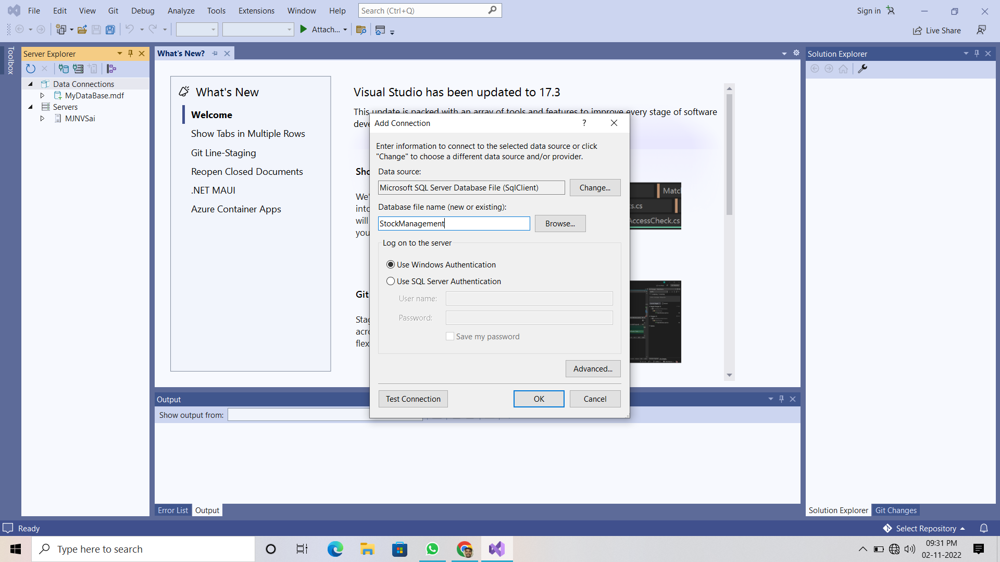 File Edit View Git Debug Analyze Tools Extensions Window Help Search (Ctrl+Q) Sign in
Attach... Live Share
Toolbox
Server Explorer
Data Connections
MyDataBase.mdf
Servers
MJNVSai
What's New?
What's New
Welcome
Show Tabs in Multiple Rows
Git Line-Staging
Reopen Closed Documents
.NET MAUI
Azure Container Apps
Visual Studio has been updated to 17.3
This update is packed with an array of tools and features to improve every stage of software
deve
Sho
We'
into
will
you
Git
Stag
acro
flex
Matc
s.cs
AccessCheck.cs
Add Connection ?
Enter information to connect to the selected data source or click
"Change" to choose a different data source and/or provider.
Data source:
Microsoft SQL Server Database File (SqlClient) Change...
Database file name (new or existing):
StockManagement Browse...
Log on to the server
Use Windows Authentication
Use SQL Server Authentication
User name:
Password:
Save my password
Advanced...
Test Connection OK Cancel
Output
Show output from:
Error List Output
Solution Explorer
Solution Explorer Git Changes
Ready Select Repository
Type here to search
09:31 PM
02-11-2022